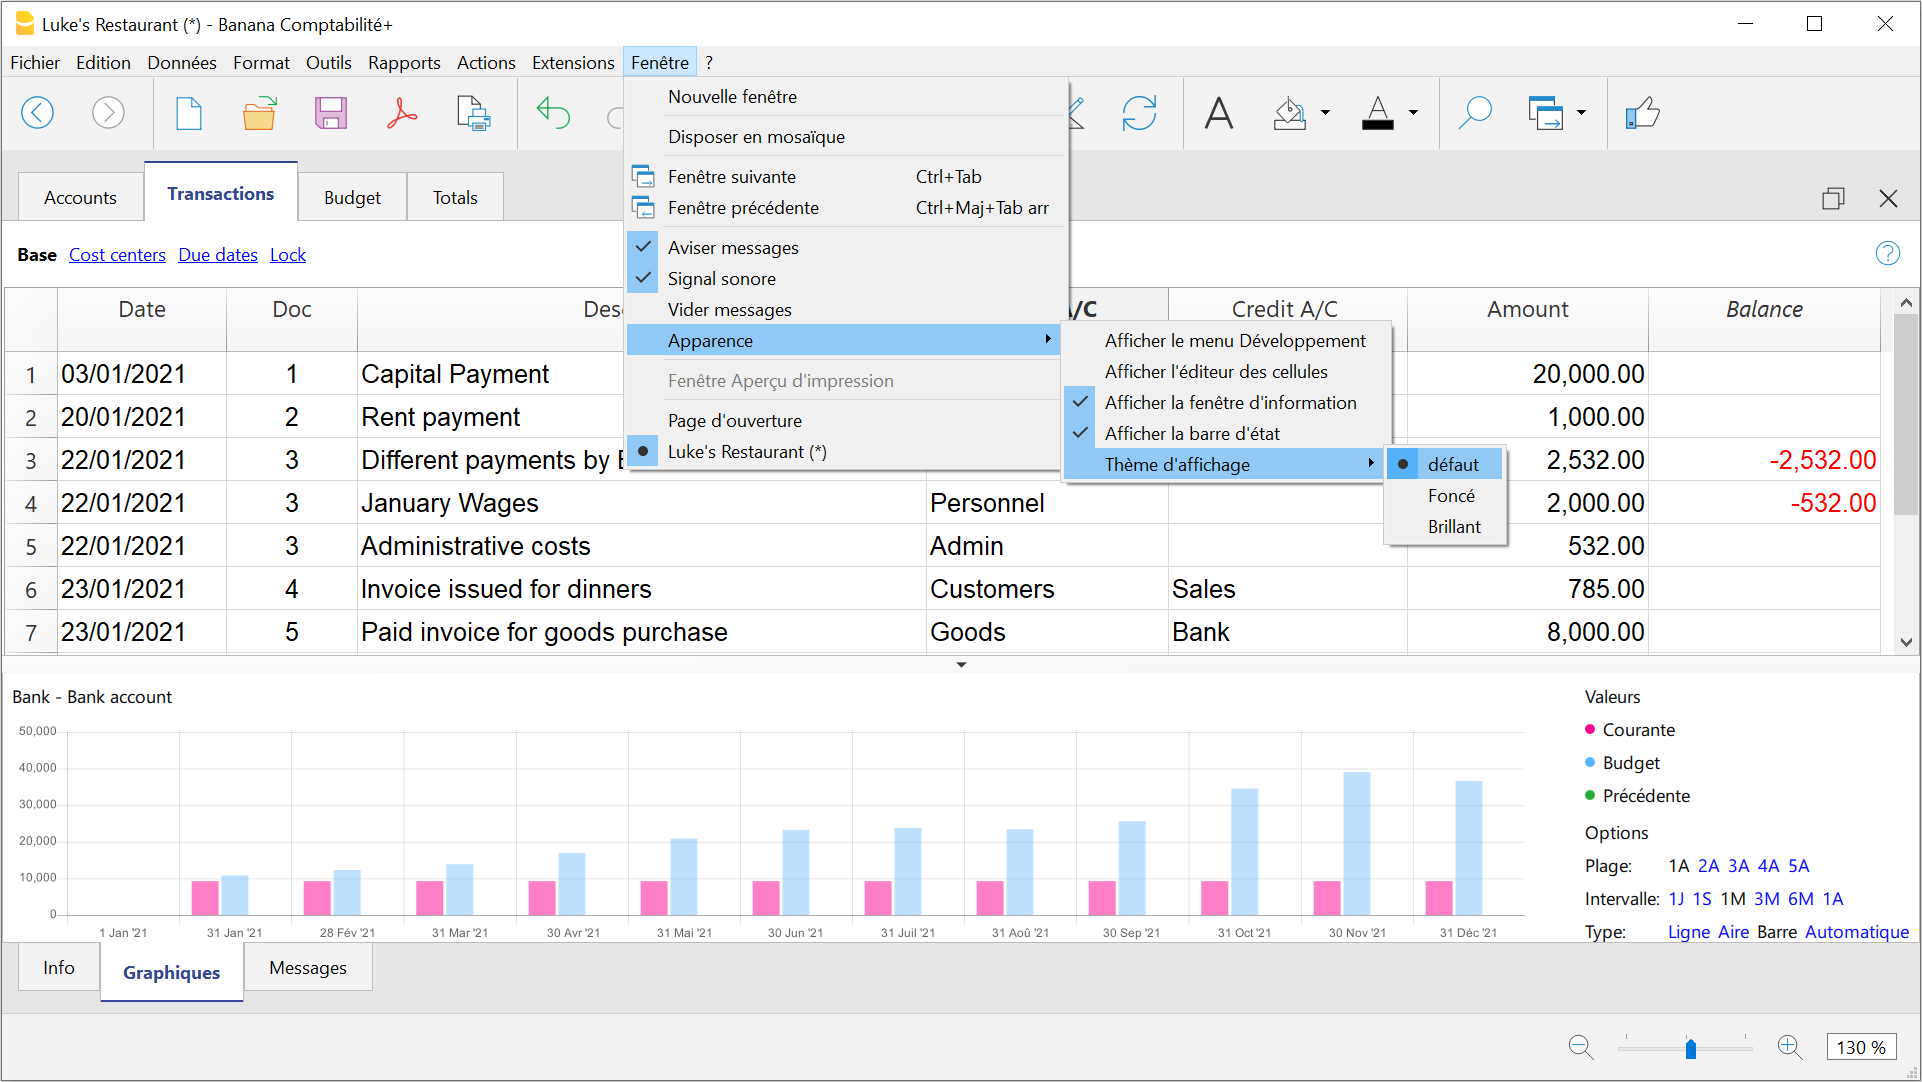 Luke's Restaurant (*) - Banana Comptabilité+
Fichier Edition Données Format Outils Rapports Actions Extensions Fenêtre ?
Nouvelle fenêtre
Disposer en mosaïque
Fenêtre suivante Ctrl+Tab
Fenêtre précédente Ctrl+Maj+Tab arr
Aviser messages
Signal sonore
Vider messages
Apparence
Fenêtre Aperçu d'impression
Page d'ouverture
Luke's Restaurant (*)
Afficher le menu Développement
Afficher l'éditeur des cellules
Afficher la fenêtre d'information
Afficher la barre d'état
Thème d'affichage
défaut
Foncé
Brillant
Accounts Transactions Budget Totals
Base Cost centers Due dates Lock
Date Doc A/C Credit A/C Amount Balance
1 03/01/2021 1 Capital Payment 20,000.00
2 20/01/2021 2 Rent payment 1,000.00
3 22/01/2021 3 Different payments by 2,532.00 -2,532.00
4 22/01/2021 3 January Wages Personnel 2,000.00 -532.00
5 22/01/2021 3 Administrative costs Admin 532.00
6 23/01/2021 4 Invoice issued for dinners Customers Sales 785.00
7 23/01/2021 5 Paid invoice for goods purchase Goods Bank 8,000.00
Bank - Bank account
50,000
40,000
30,000
20,000
10,000
0
1 Jan '21 31 Jan '21 28 Fév '21 31 Mar '21 30 Avr '21 31 Mai '21 30 Jun '21 31 Juil '21 31 Aoû '21 30 Sep '21 31 Oct '21 30 Nov '21 31 Déc '21
Valeurs
Courante
Budget
Précédente
Options
Plage: 1A 2A 3A 4A 5A
Intervalle: 1J 1S 1M 3M 6M 1A
Type: Ligne Aire Barre Automatique
Info Graphiques Messages
130 %